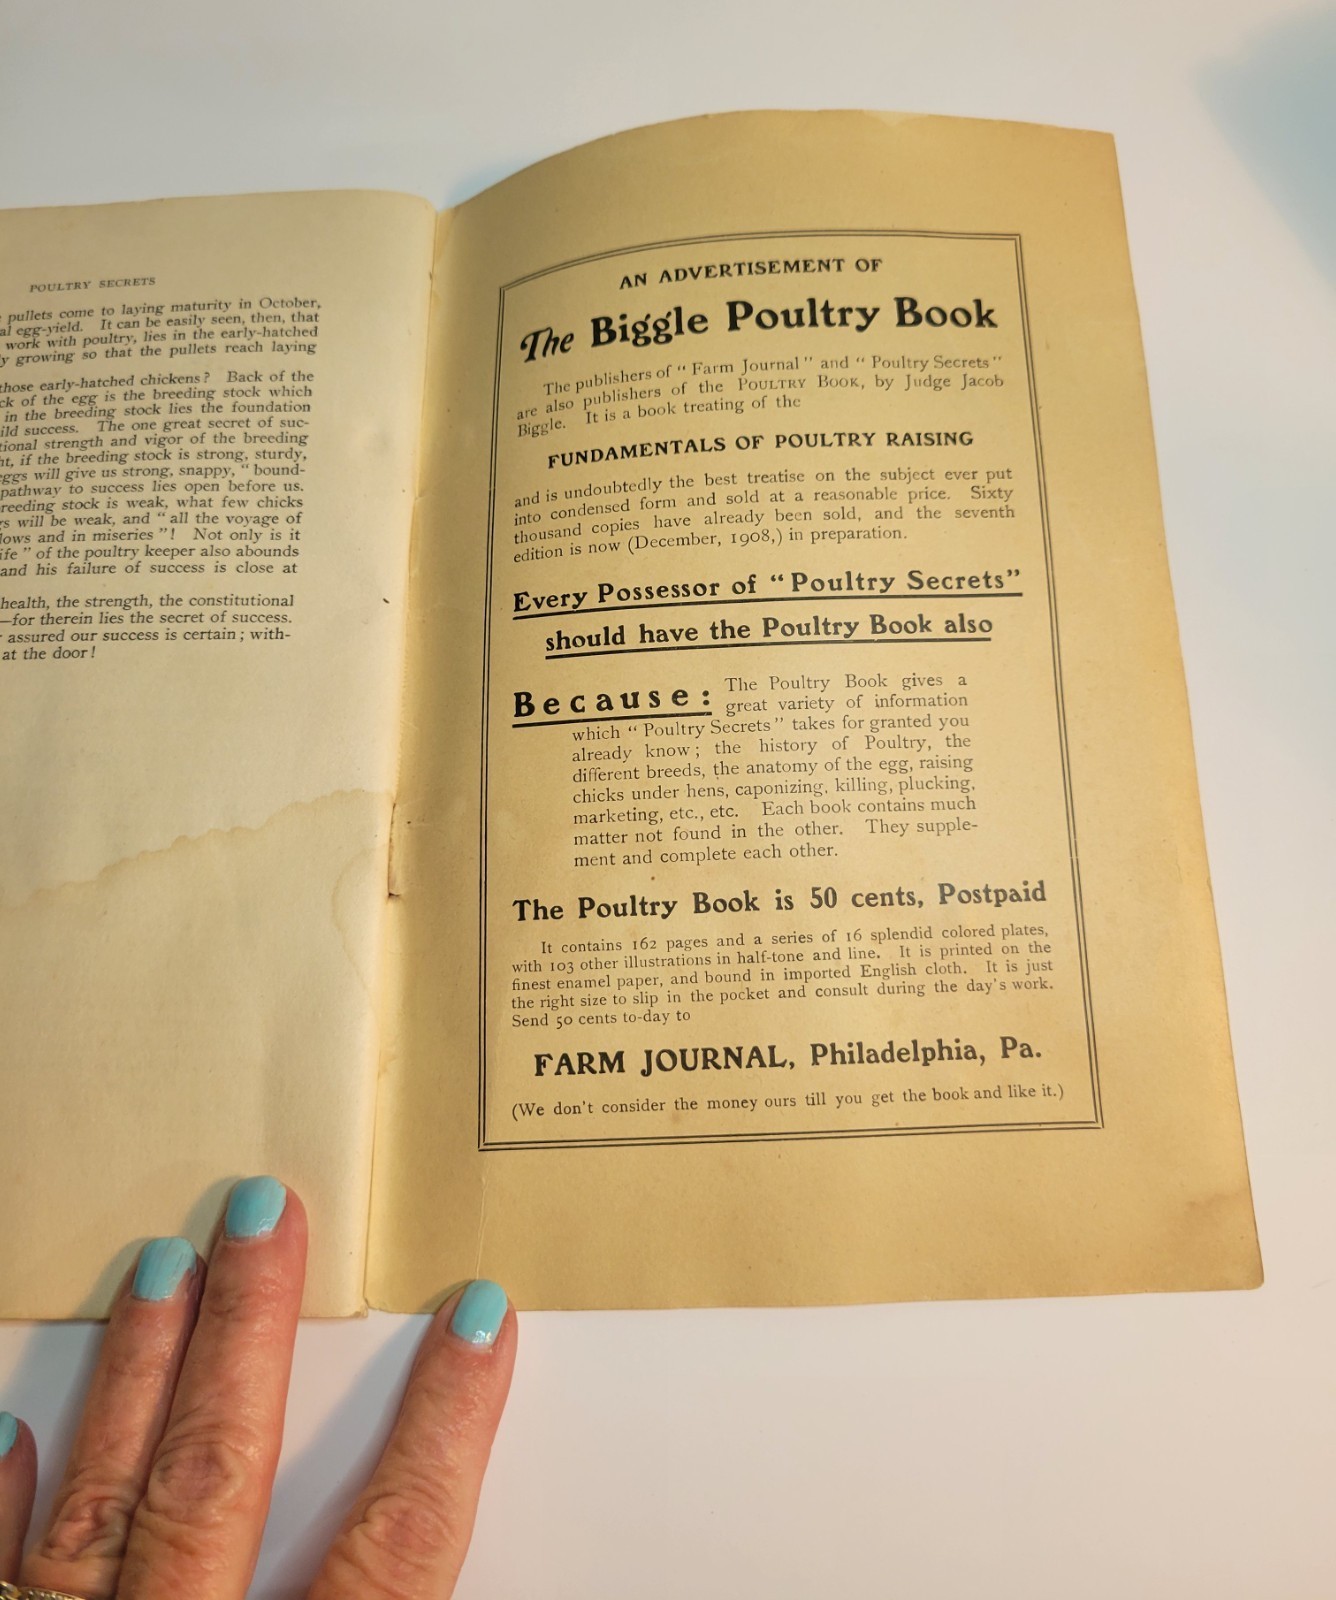 POULTRY SECRETS
pullets come to laying maturity in October,
al egg-yield. It can be easily seen, then, that
work with poultry, lies in the early-hatched
y growing so that the pullets reach laying
those early-hatched chickens? Back of the
ck of the egg is the breeding stock which
in the breeding stock lies the foundation
ild success. The one great secret of suc-
tional strength and vigor of the breeding
ht, if the breeding stock is strong, sturdy,
eggs will give us strong, snappy, "bound-
pathway to success lies open before us.
reeding stock is weak, what few chicks
s will be weak, and "all the voyage of
lows and in miseries"! Not only is it
ife" of the poultry keeper also abounds
and his failure of success is close at
health, the strength, the constitutional
—for therein lies the secret of success.
assured our success is certain; with-
at the door!
AN ADVERTISEMENT OF
The Biggle Poultry Book
The publishers of "Farm Journal" and "Poultry Secrets"
are also publishers of the POULTRY BOOK, by Judge Jacob
Biggle. It is a book treating of the
FUNDAMENTALS OF POULTRY RAISING
and is undoubtedly the best treatise on the subject ever put
into condensed form and sold at a reasonable price. Sixty
thousand copies have already been sold, and the seventh
edition is now (December, 1908,) in preparation.
Every Possessor of "Poultry Secrets"
should have the Poultry Book also
Because: The Poultry Book gives a
great variety of information
which "Poultry Secrets" takes for granted you
already know; the history of Poultry, the
different breeds, the anatomy of the egg, raising
chicks under hens, caponizing, killing, plucking,
marketing, etc., etc. Each book contains much
matter not found in the other. They supple-
ment and complete each other.
The Poultry Book is 50 cents, Postpaid
It contains 162 pages and a series of 16 splendid colored plates,
with 103 other illustrations in half-tone and line. It is printed on the
finest enamel paper, and bound in imported English cloth. It is just
the right size to slip in the pocket and consult during the day's work.
Send 50 cents to-day to
FARM JOURNAL, Philadelphia, Pa.
(We don't consider the money ours till you get the book and like it.)